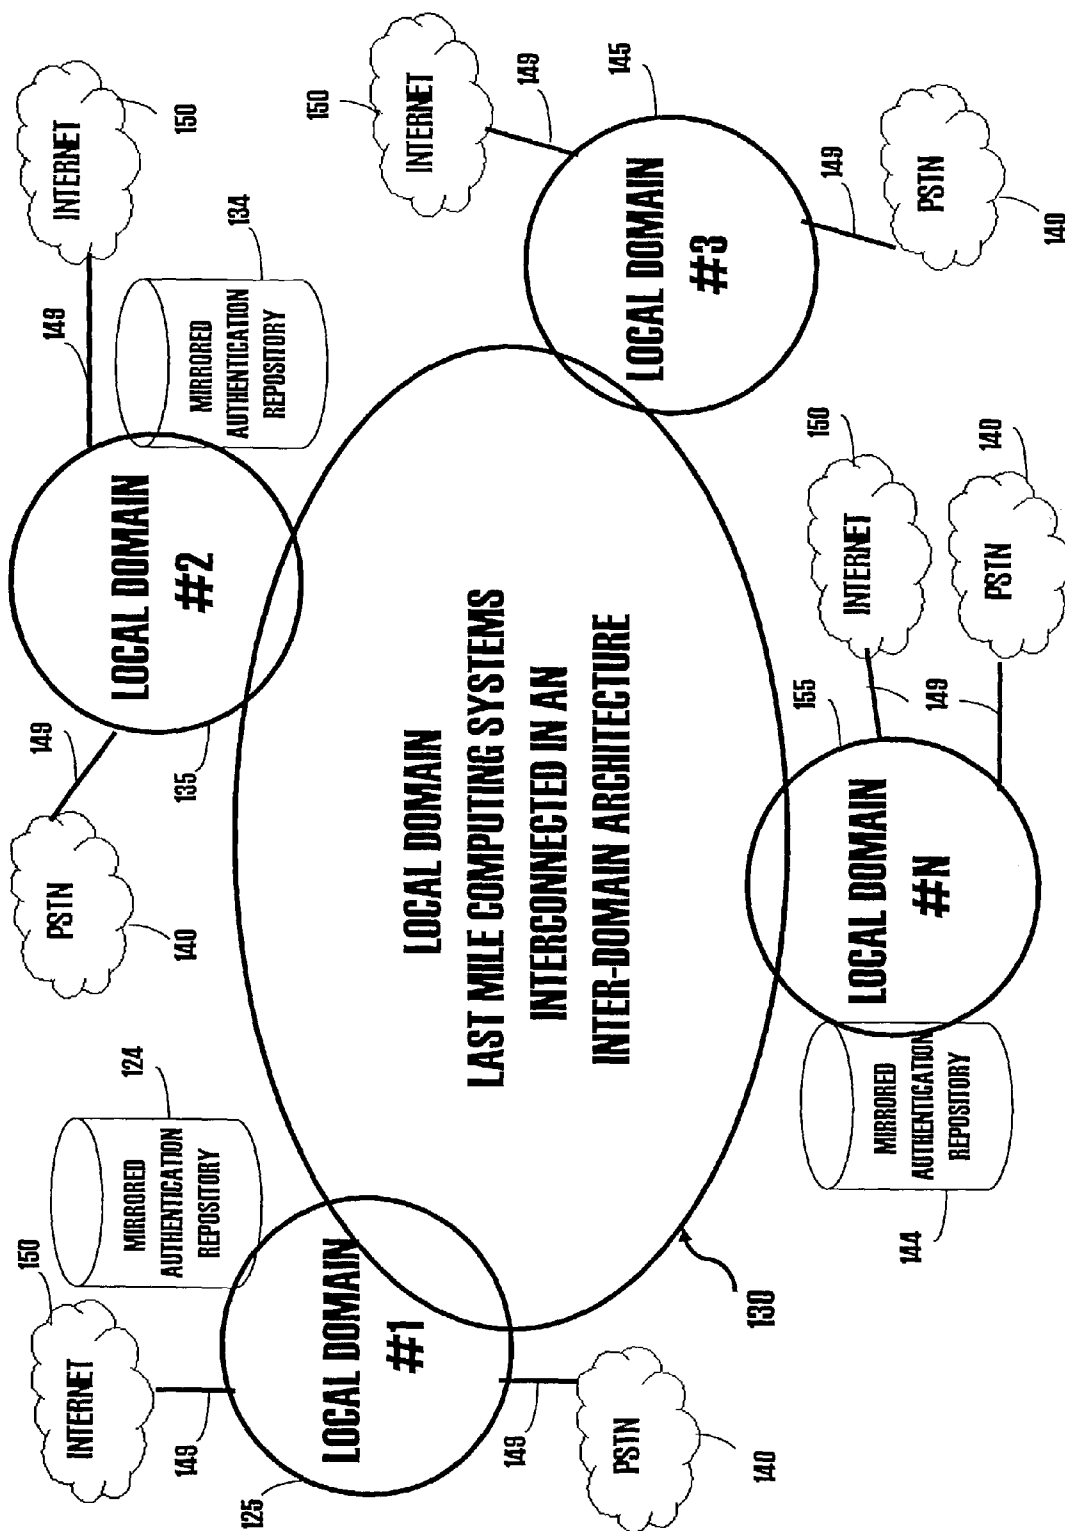 INTERNET
150
149
125
LOCAL DOMAIN
#1
MIRRORED
AUTHENTICATION
REPOSITORY
124
149
PSTN
140
PSTN
140
149
135
LOCAL DOMAIN
#2
149
INTERNET
150
MIRRORED
AUTHENTICATION
REPOSITORY
134
LOCAL DOMAIN
LAST MILE COMPUTING SYSTEMS
INTERCONNECTED IN AN
INTER-DOMAIN ARCHITECTURE
130
INTERNET
150
149
145
LOCAL DOMAIN
#3
149
PSTN
140
MIRRORED
AUTHENTICATION
REPOSITORY
144
LOCAL DOMAIN
#N
155
149
INTERNET
150
PSTN
140